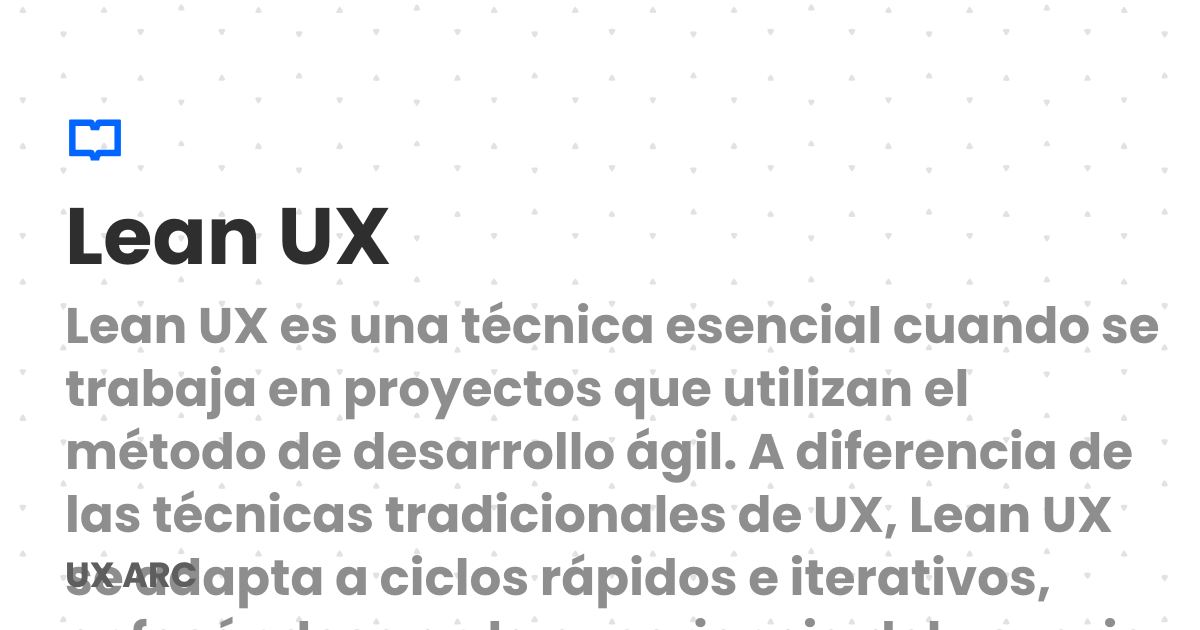 Lean UX
Lean UX es una técnica esencial cuando se
trabaja en proyectos que utilizan el
método de desarrollo ágil. A diferencia de
las técnicas tradicionales de UX, Lean UX
se adapta a ciclos rápidos e iterativos,
UX ARC